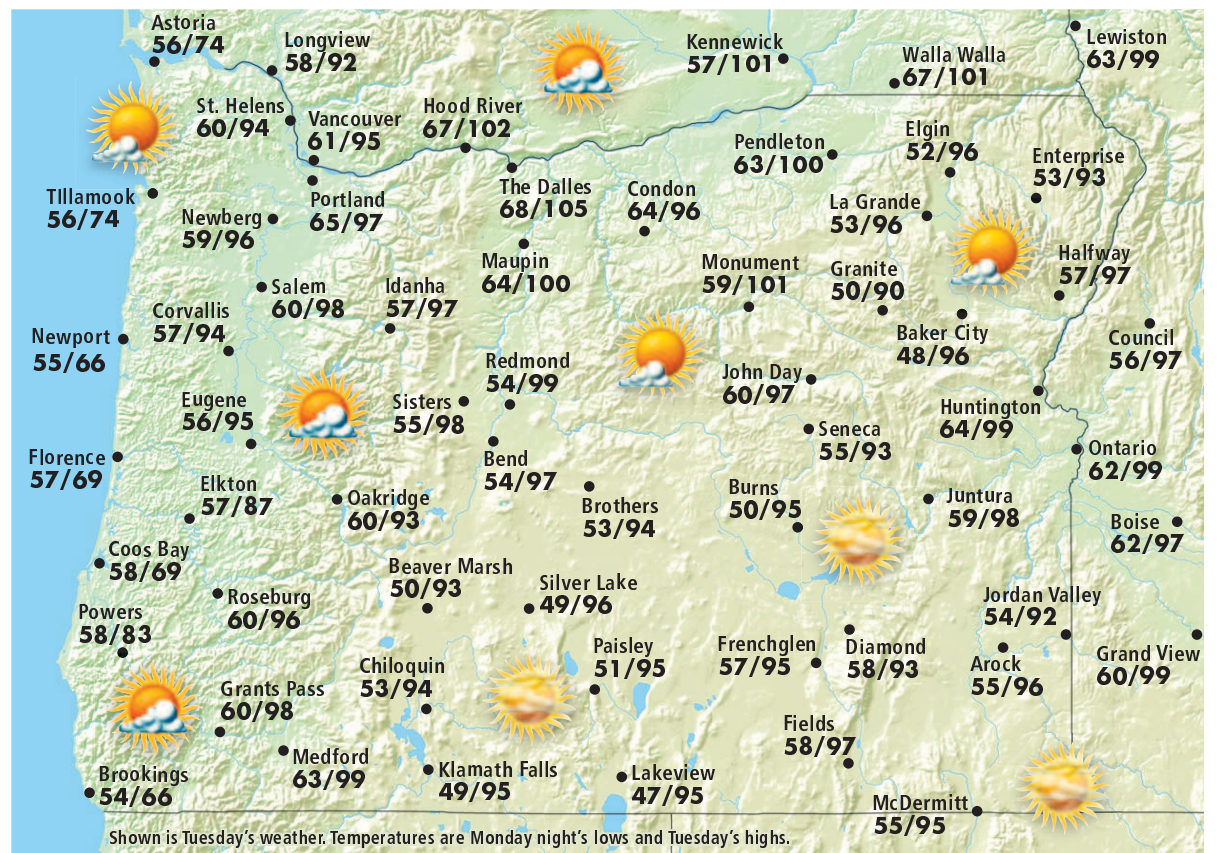 Astoria
56/74
Longview
58/92
Kennewick
57/101
Walla Walla
67/101
Lewiston
63/99
St. Helens
60/94
Vancouver
61/95
Hood River
67/102
Pendleton
63/100
Elgin
52/96
Enterprise
53/93
TIllamook
56/74
Newberg
59/96
Portland
65/97
The Dalles
68/105
Condon
64/96
La Grande
53/96
Maupin
64/100
Monument
59/101
Granite
50/90
Halfway
57/97
Salem
60/98
Idanha
57/97
Corvallis
57/94
Newport
55/66
Baker City
48/96
Council
56/97
Redmond
54/99
John Day
60/97
Eugene
56/95
Sisters
55/98
Huntington
64/99
Seneca
55/93
Ontario
62/99
Florence
57/69
Bend
54/97
Elkton
57/87
Oakridge
60/93
Brothers
53/94
Burns
50/95
Juntura
59/98
Boise
62/97
Coos Bay
58/69
Beaver Marsh
50/93
Silver Lake
49/96
Roseburg
60/96
Jordan Valley
54/92
Powers
58/83
Paisley
51/95
Frenchglen
57/95
Diamond
58/93
Arock
55/96
Grand View
60/99
Chiloquin
53/94
Grants Pass
60/98
Fields
58/97
Medford
63/99
Klamath Falls
49/95
Lakeview
47/95
Brookings
54/66
McDermitt
55/95
Shown is Tuesday's weather. Temperatures are Monday night's lows and Tuesday's highs.